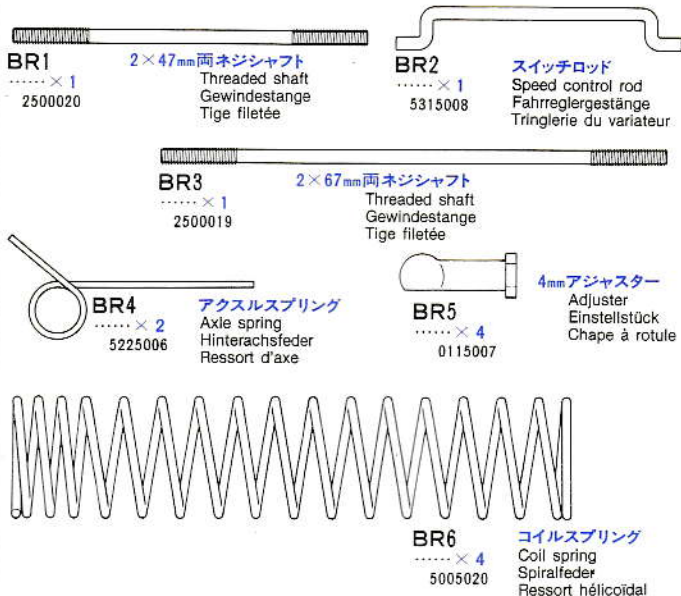 BR1
······ × 1
2500020
2×47mm両ネジシャフト
Threaded shaft
Gewindestange
Tige filetée
BR2
······ × 1
5315008
スイッチロッド
Speed control rod
Fahrreglergestänge
Tringlerie du variateur
BR3
······ × 1
2500019
2×67mm両ネジシャフト
Threaded shaft
Gewindestange
Tige filetée
BR4
······ × 2
5225006
アクスルスプリング
Axle spring
Hinterachsfeder
Ressort d'axe
BR5
······ × 4
0115007
4mmアジャスター
Adjuster
Einstellstück
Chape à rotule
BR6
······ × 4
5005020
コイルスプリング
Coil spring
Spiralfeder
Ressort hélicoïdal